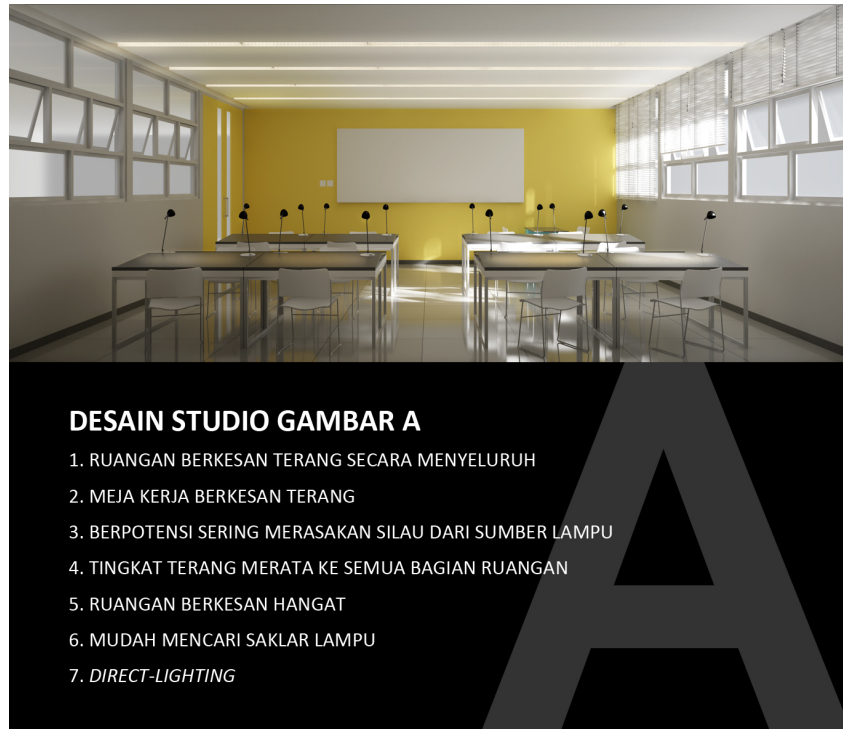 DESAIN STUDIO GAMBAR A
1. RUANGAN BERKESAN TERANG SECARA MENYELURUH
2. MEJA KERJA BERKESAN TERANG
3. BERPOTENSI SERING MERASAKAN SILAU DARI SUMBER LAMPU
4. TINGKAT TERANG MERATA KE SEMUA BAGIAN RUANGAN
5. RUANGAN BERKESAN HANGAT
6. MUDAH MENCARI SAKLAR LAMPU
7. DIRECT-LIGHTING
A